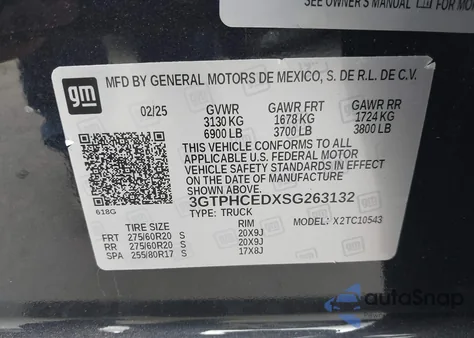 SEE OWNER'S MANUAL FOR MO
gm
MFD BY GENERAL MOTORS DE MEXICO, S. DE R.L. DE C.V.
02/25 GVWR GAWR FRT GAWR RR
3130 KG 1678 KG 1724 KG
6900 LB 3700 LB 3800 LB
THIS VEHICLE CONFORMS TO ALL
APPLICABLE U.S. FEDERAL MOTOR
VEHICLE SAFETY STANDARDS IN EFFECT
ON THE DATE OF MANUFACTURE SHOWN ABOVE.
3GTPHCEDXSG263132
618G
TYPE: TRUCK MODEL: X2TC10543
TIRE SIZE RIM
FRT 275/60R20 S 20X9J
RR 275/60R20 S 20X9J
SPA 255/80R17 S 17X8J
autoSnap